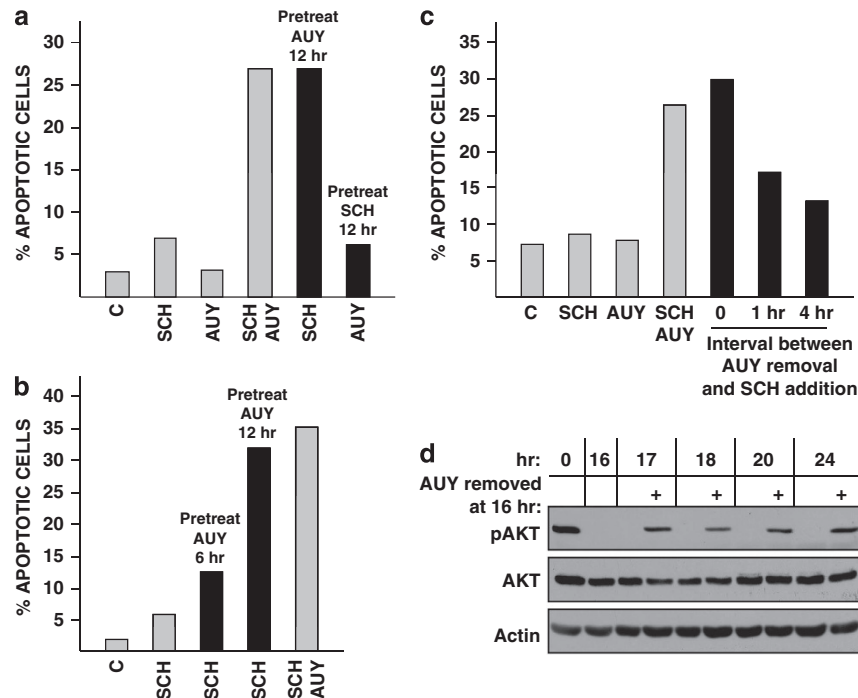 a
% APOPTOTIC CELLS
30
25
20
15
10
5
Pretreat
AUY
12 hr
Pretreat
SCH
12 hr
C
SCH
AUY
SCH
AUY
SCH
AUY
b
% APOPTOTIC CELLS
40
35
30
25
20
15
10
5
Pretreat
AUY
6 hr
Pretreat
AUY
12 hr
C
SCH
SCH
SCH
SCH
AUY
c
% APOPTOTIC CELLS
35
30
25
20
15
10
5
C SCH AUY SCH 0 1 hr 4 hr
AUY
Interval between
AUY removal
and SCH addition
d
hr: 0 16 17 18 20 24
AUY removed + + + +
at 16 hr:
pAKT
AKT
Actin